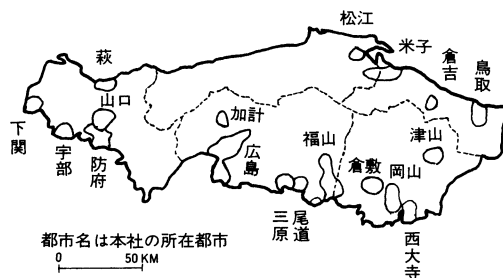 松江
米子
倉吉
鳥取
萩
山口
加計
津山
下関
宇部
防府
広島
福山
倉敷
岡山
三原
尾道
西大寺
都市名は本社の所在都市
0 50 KM